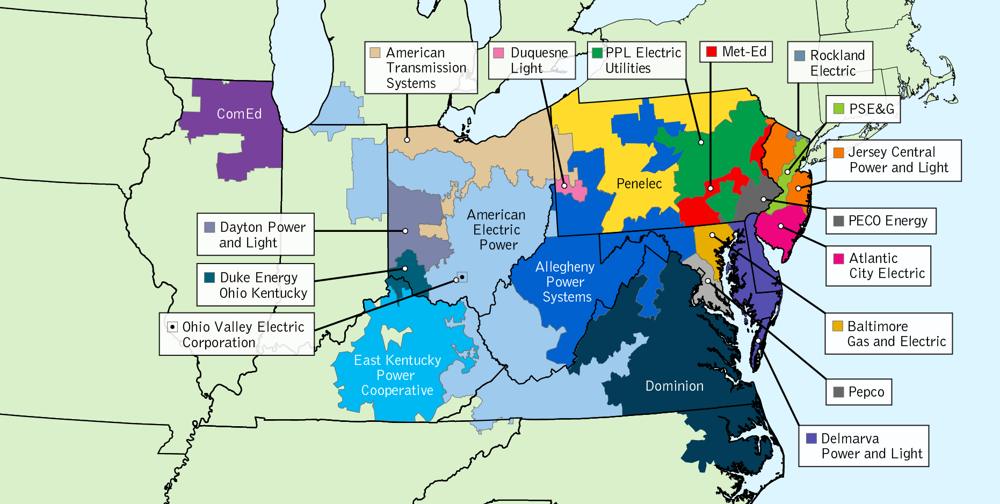 American
Transmission
Systems
Duquesne
Light
PPL Electric
Utilities
Met-Ed
Rockland
Electric
ComEd
PSE&G
Jersey Central
Power and Light
Penelec
American
Electric
Power
PECO Energy
Dayton Power
and Light
Atlantic
City Electric
Allegheny
Power
Systems
Duke Energy
Ohio Kentucky
Ohio Valley Electric
Corporation
Baltimore
Gas and Electric
East Kentucky
Power
Cooperative
Dominion
Pepco
Delmarva
Power and Light